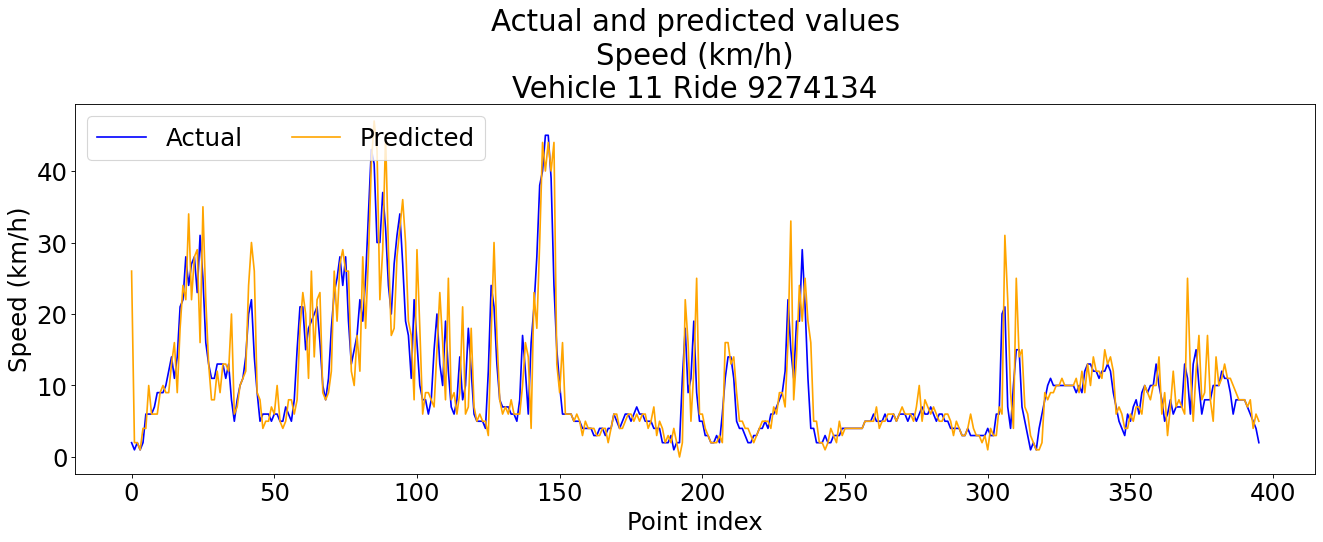 Actual and predicted values
Speed (km/h)
Vehicle 11 Ride 9274134
Actual Predicted
Speed (km/h)
40
30
20
10
0
0 50 100 150 200 250 300 350 400
Point index